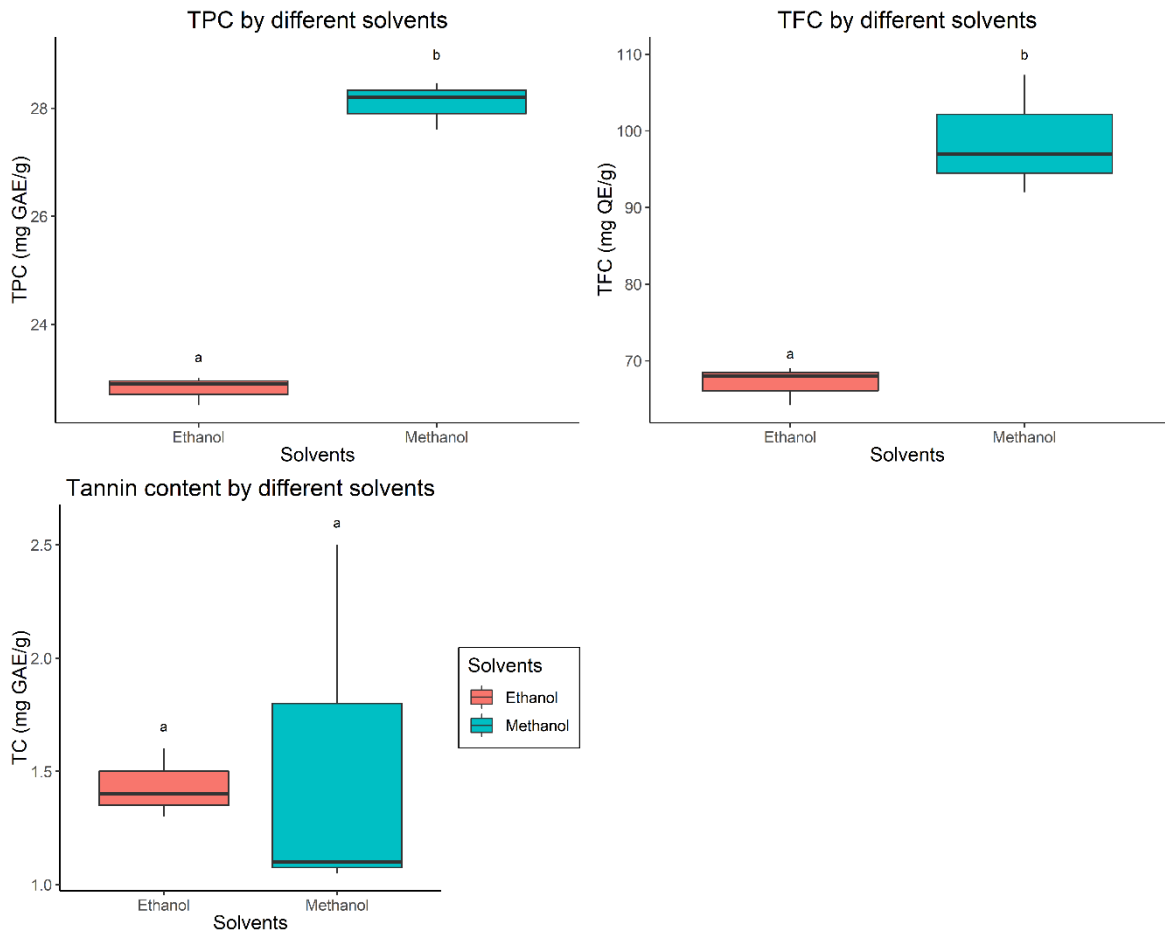 TPC by different solvents
TPC (mg GAE/g)
28
26
24
a
b
Ethanol
Methanol
Solvents
TFC by different solvents
TFC (mg QE/g)
110
100
90
80
70
a
b
Ethanol
Methanol
Solvents
Tannin content by different solvents
TC (mg GAE/g)
2.5
2.0
1.5
1.0
a
a
Ethanol
Methanol
Solvents
Solvents
Ethanol
Methanol